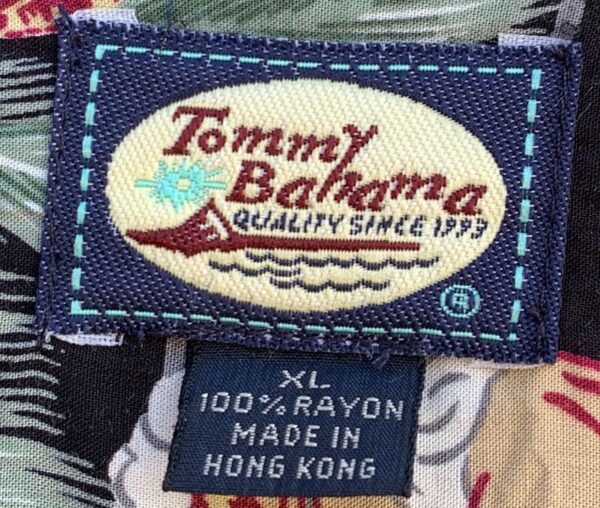 Tommy
Bahama
QUALITY SINCE 1993
®
XL
100% RAYON
MADE IN
HONG KONG